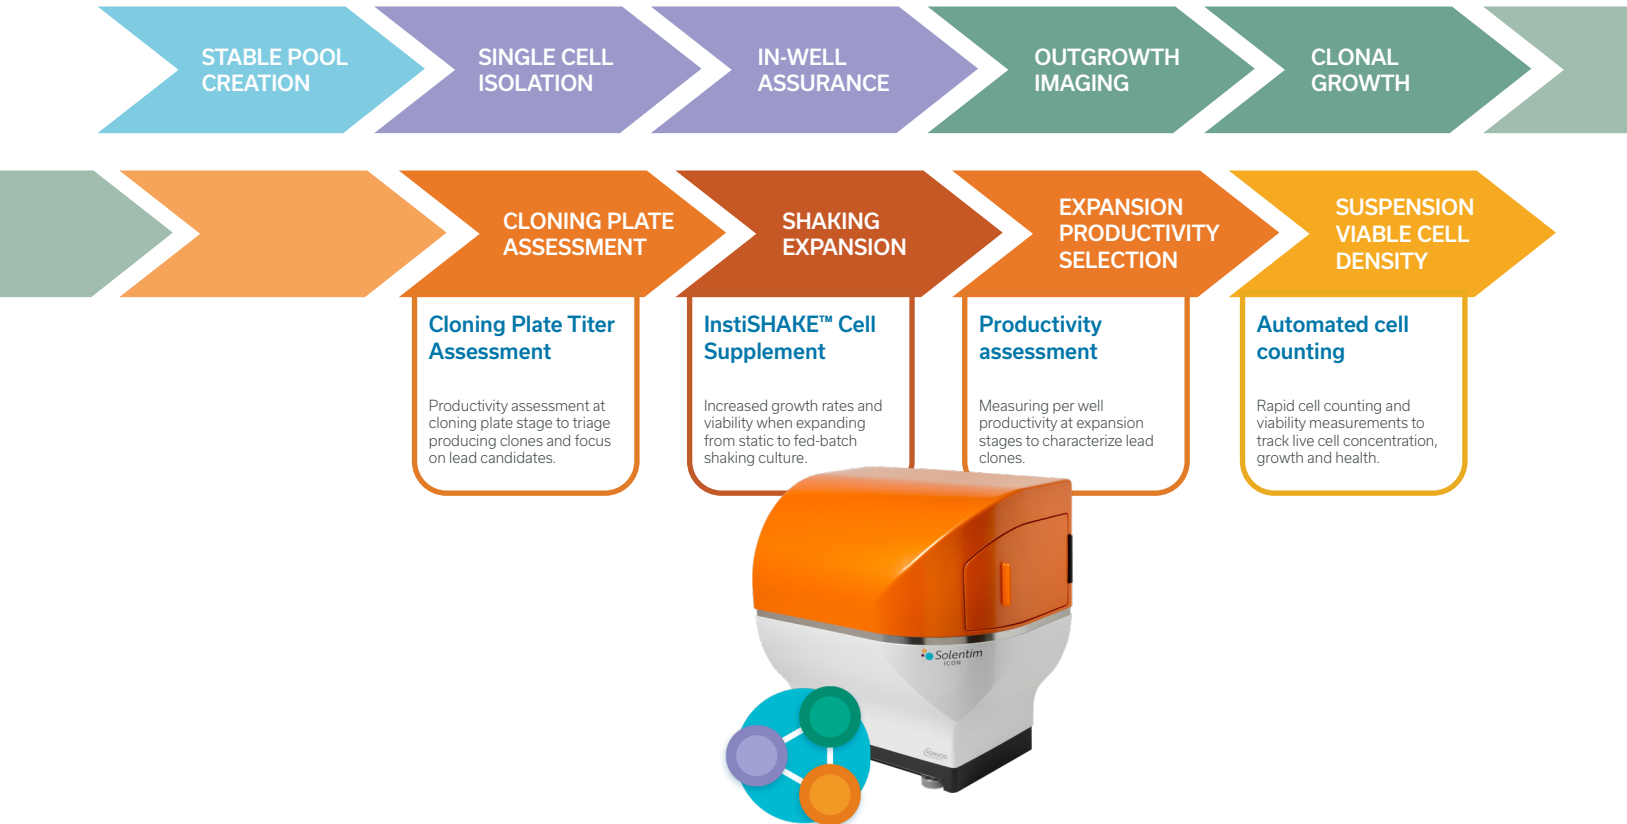 STABLE POOL
CREATION
SINGLE CELL
ISOLATION
IN-WELL
ASSURANCE
OUTGROWTH
IMAGING
CLONAL
GROWTH
CLONING PLATE
ASSESSMENT
SHAKING
EXPANSION
EXPANSION
PRODUCTIVITY
SELECTION
SUSPENSION
VIABLE CELL
DENSITY
Cloning Plate Titer
Assessment
Productivity assessment at
cloning plate stage to triage
producing clones and focus
on lead candidates.
InstiSHAKE™ Cell
Supplement
Increased growth rates and
viability when expanding
from static to fed-batch
shaking culture.
Productivity
assessment
Measuring per well
productivity at expansion
stages to characterize lead
clones.
Automated cell
counting
Rapid cell counting and
viability measurements to
track live cell concentration,
growth and health.
Solentim
ICON